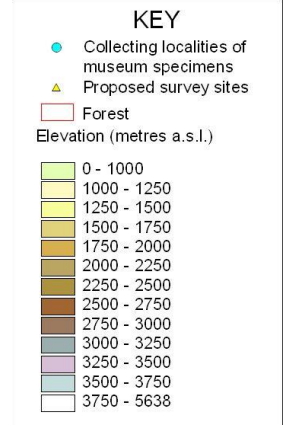 KEY
Collecting localities of
museum specimens
Proposed survey sites
Forest
Elevation (metres a.s.l.)
0 - 1000
1000 - 1250
1250 - 1500
1500 - 1750
1750 - 2000
2000 - 2250
2250 - 2500
2500 - 2750
2750 - 3000
3000 - 3250
3250 - 3500
3500 - 3750
3750 - 5638